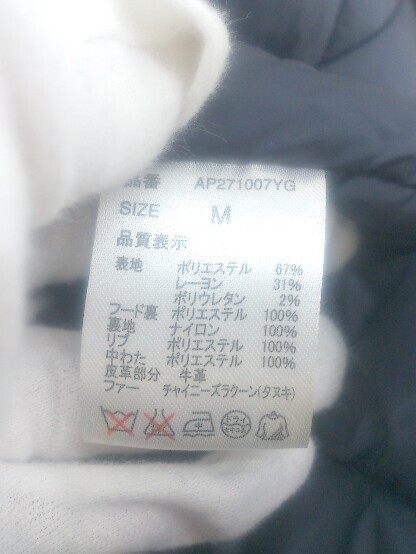 品番 AP271007YG
SIZE M
品質表示
表地 ポリエステル 67%
レーヨン 31%
ポリウレタン 2%
フード裏 ポリエステル 100%
裏地 ナイロン 100%
リブ ポリエステル 100%
中わた ポリエステル 100%
皮革部分 牛革
ファー チャイニーズラクーン(タヌキ)
中 ドライ